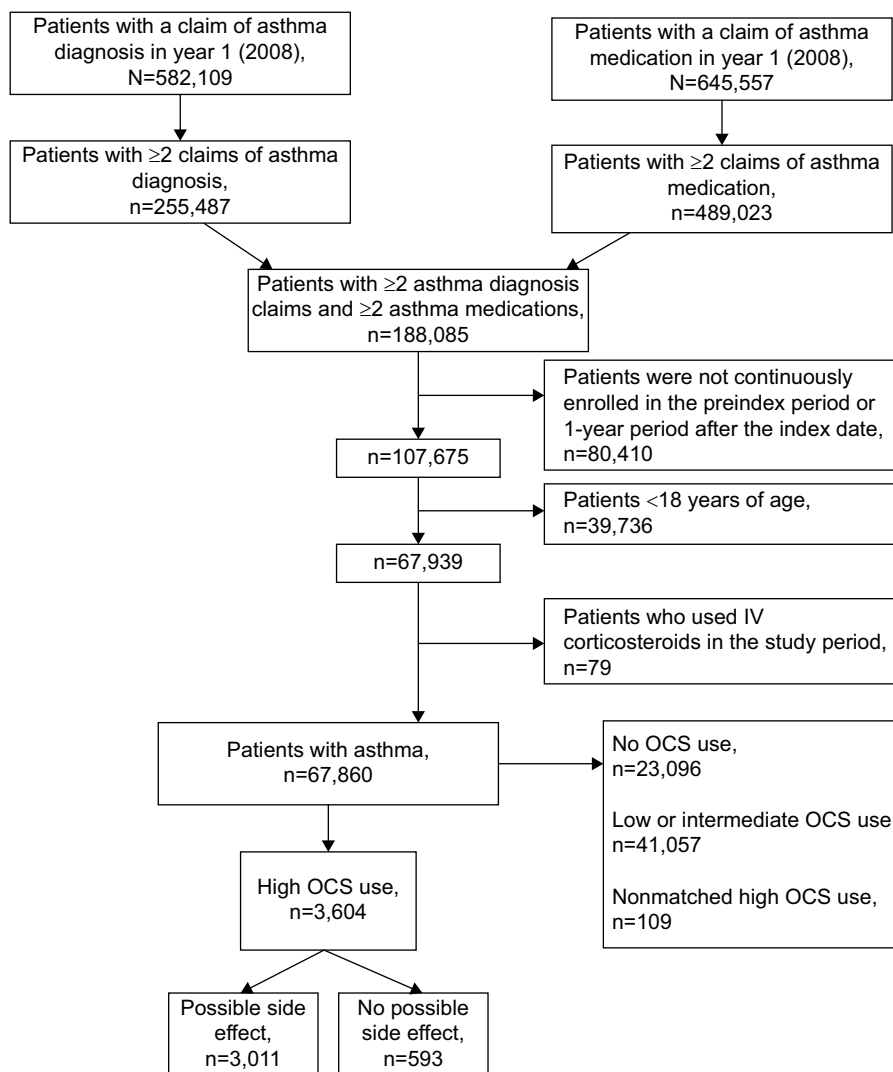 Patients with a claim of asthma
diagnosis in year 1 (2008),
N=582,109
Patients with a claim of asthma
medication in year 1 (2008),
N=645,557
Patients with ≥2 claims of asthma
diagnosis,
n=255,487
Patients with ≥2 claims of asthma
medication,
n=489,023
Patients with ≥2 asthma diagnosis
claims and ≥2 asthma medications,
n=188,085
Patients were not continuously
enrolled in the preindex period or
1-year period after the index date,
n=80,410
n=107,675
Patients <18 years of age,
n=39,736
n=67,939
Patients who used IV
corticosteroids in the study period,
n=79
Patients with asthma,
n=67,860
No OCS use,
n=23,096
Low or intermediate OCS use
n=41,057
Nonmatched high OCS use,
n=109
High OCS use,
n=3,604
Possible side
effect,
n=3,011
No possible
side effect,
n=593